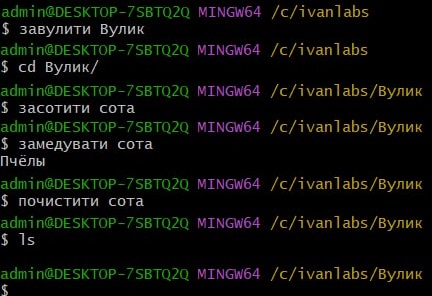 admin@DESKTOP-7SBTQ2Q MINGW64 /c/ivanlabs
$ завулити Вулик
admin@DESKTOP-7SBTQ2Q MINGW64 /c/ivanlabs
$ cd Вулик/
admin@DESKTOP-7SBTQ2Q MINGW64 /c/ivanlabs/Вулик
$ засотити сота
admin@DESKTOP-7SBTQ2Q MINGW64 /c/ivanlabs/Вулик
$ замедувати сота
Пчёлы
admin@DESKTOP-7SBTQ2Q MINGW64 /c/ivanlabs/Вулик
$ почистити сота
admin@DESKTOP-7SBTQ2Q MINGW64 /c/ivanlabs/Вулик
$ ls
admin@DESKTOP-7SBTQ2Q MINGW64 /c/ivanlabs/Вулик
$